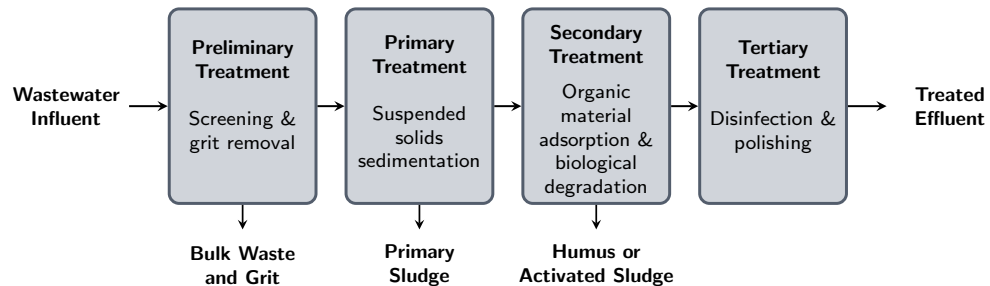 Wastewater
Influent
Preliminary
Treatment
Screening &
grit removal
Primary
Treatment
Suspended
solids
sedimentation
Secondary
Treatment
Organic
material
adsorption &
biological
degradation
Tertiary
Treatment
Disinfection &
polishing
Treated
Effluent
Bulk Waste
and Grit
Primary
Sludge
Humus or
Activated Sludge